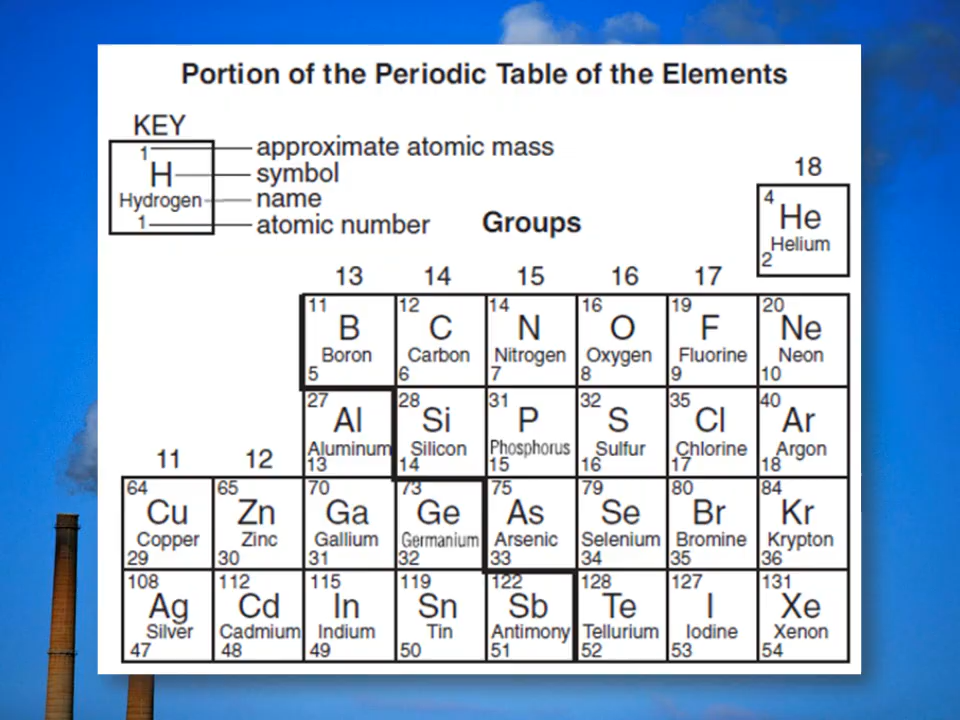 Portion of the Periodic Table of the Elements
KEY
1 approximate atomic mass
H symbol
Hydrogen name
1 atomic number
Groups
18
4
He
Helium
2
13 14 15 16 17
11 12 14 16 19 20
B C N O F Ne
Boron Carbon Nitrogen Oxygen Fluorine Neon
5 6 7 8 9 10
27 28 31 32 35 40
Al Si P S Cl Ar
Aluminum Silicon Phosphorus Sulfur Chlorine Argon
13 14 15 16 17 18
11 12
64 65 70 73 75 79 80 84
Cu Zn Ga Ge As Se Br Kr
Copper Zinc Gallium Germanium Arsenic Selenium Bromine Krypton
29 30 31 32 33 34 35 36
108 112 115 119 122 128 127 131
Ag Cd In Sn Sb Te I Xe
Silver Cadmium Indium Tin Antimony Tellurium Iodine Xenon
47 48 49 50 51 52 53 54